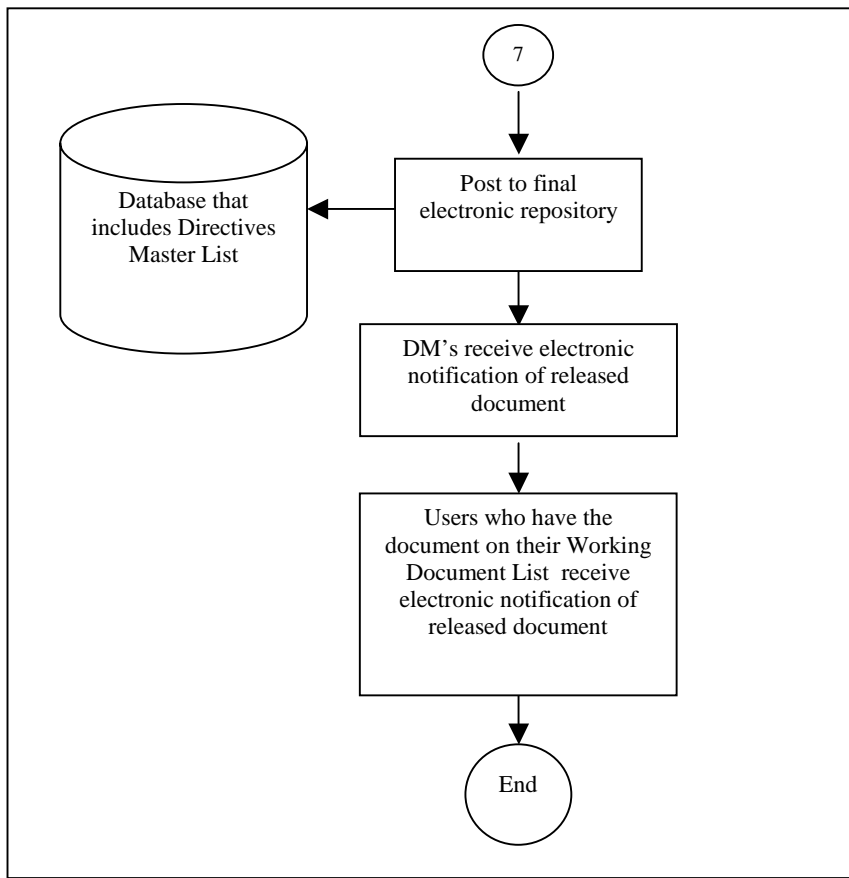 7
Post to final
electronic repository
Database that
includes Directives
Master List
DM’s receive electronic
notification of released
document
Users who have the
document on their Working
Document List  receive
electronic notification of
released document
End